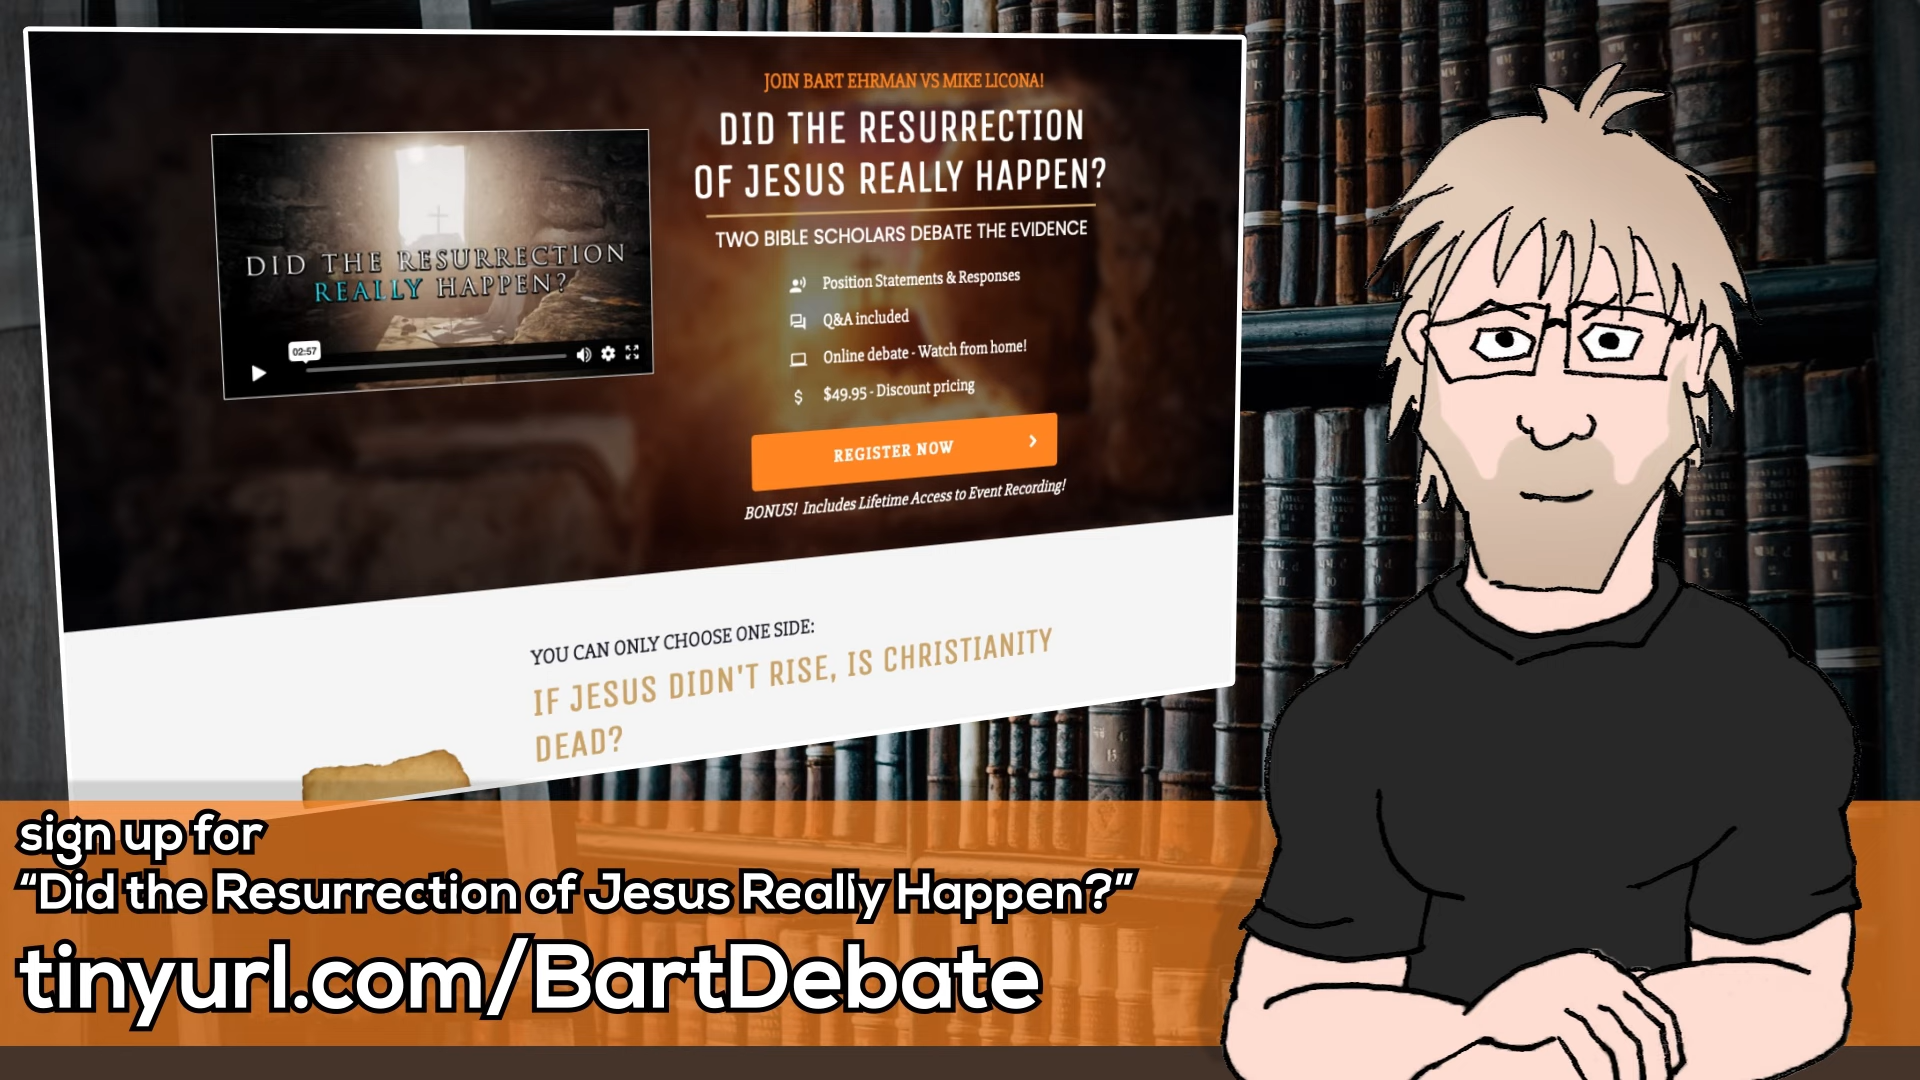 JOIN BART EHRMAN VS MIKE LICONA!
DID THE RESURRECTION
OF JESUS REALLY HAPPEN?
TWO BIBLE SCHOLARS DEBATE THE EVIDENCE
DID THE RESURRECTION
REALLY HAPPEN?
02:57
Position Statements & Responses
Q&A included
Online debate - Watch from home!
$49.95 - Discount pricing
REGISTER NOW
BONUS! Includes Lifetime Access to Event Recording!
YOU CAN ONLY CHOOSE ONE SIDE:
IF JESUS DIDN'T RISE, IS CHRISTIANITY
DEAD?
sign up for
“Did the Resurrection of Jesus Really Happen?”
tinyurl.com/BartDebate